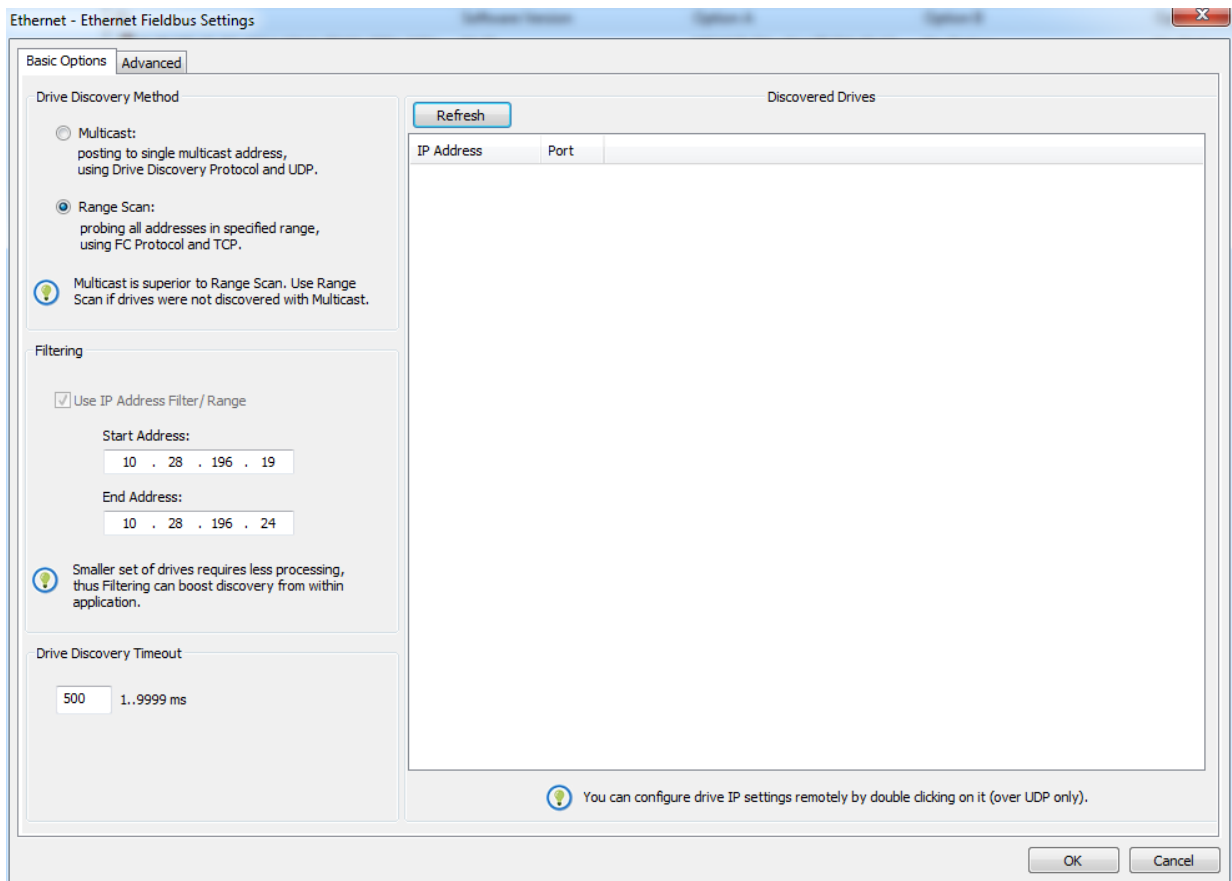 Ethernet - Ethernet Fieldbus Settings
Software Version
Option A
Option B
Basic Options
Advanced
Drive Discovery Method
Multicast:
posting to single multicast address,
using Drive Discovery Protocol and UDP.
Range Scan:
probing all addresses in specified range,
using FC Protocol and TCP.
Multicast is superior to Range Scan. Use Range
Scan if drives were not discovered with Multicast.
Filtering
Use IP Address Filter/ Range
Start Address:
10 . 28 . 196 . 19
End Address:
10 . 28 . 196 . 24
Smaller set of drives requires less processing,
thus Filtering can boost discovery from within
application.
Drive Discovery Timeout
500 1..9999 ms
Discovered Drives
Refresh
IP Address Port
You can configure drive IP settings remotely by double clicking on it (over UDP only).
OK Cancel